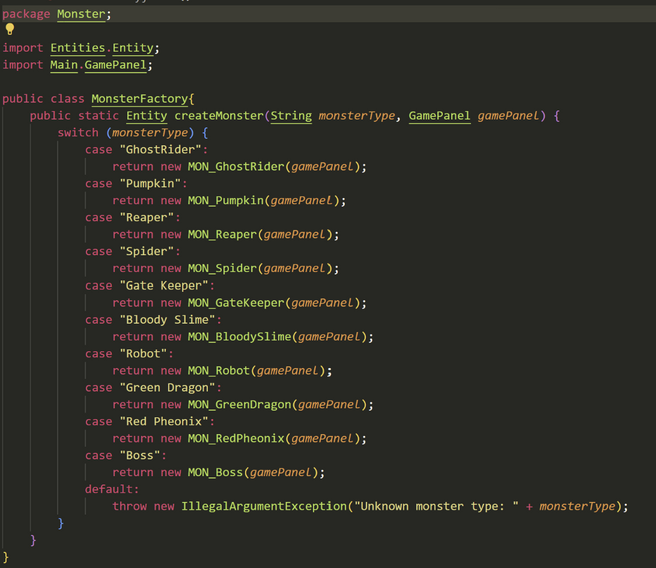 package Monster;
import Entities.Entity;
import Main.GamePanel;
public class MonsterFactory{
public static Entity createMonster(String monsterType, GamePanel gamePanel) {
switch (monsterType) {
case "GhostRider":
return new MON_GhostRider(gamePanel);
case "Pumpkin":
return new MON_Pumpkin(gamePanel);
case "Reaper":
return new MON_Reaper(gamePanel);
case "Spider":
return new MON_Spider(gamePanel);
case "Gate Keeper":
return new MON_GateKeeper(gamePanel);
case "Bloody Slime":
return new MON_BloodySlime(gamePanel);
case "Robot":
return new MON_Robot(gamePanel);
case "Green Dragon":
return new MON_GreenDragon(gamePanel);
case "Red Pheonix":
return new MON_RedPheonix(gamePanel);
case "Boss":
return new MON_Boss(gamePanel);
default:
throw new IllegalArgumentException("Unknown monster type: " + monsterType);
}
}
}